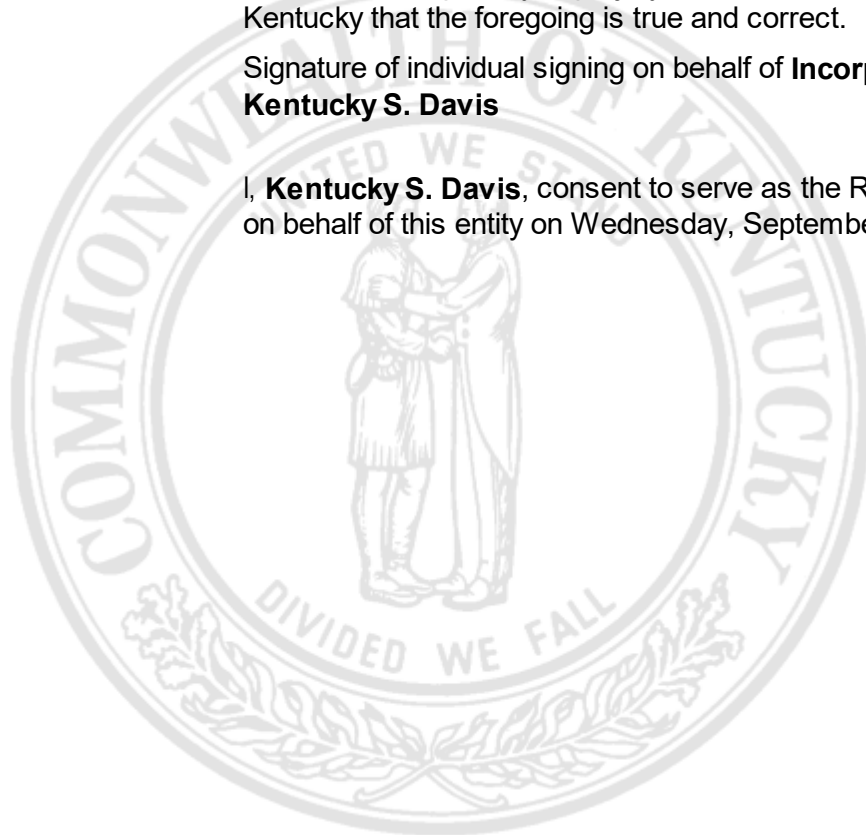 Kentucky that the foregoing is true and correct.
Signature of individual signing on behalf of
Kentucky S. Davis
I, Kentucky S. Davis, consent to serve as the
on behalf of this entity on Wednesday,
COMMONWEALTH OF KENTUCKY
UNITED WE STAND
DIVIDED WE FALL